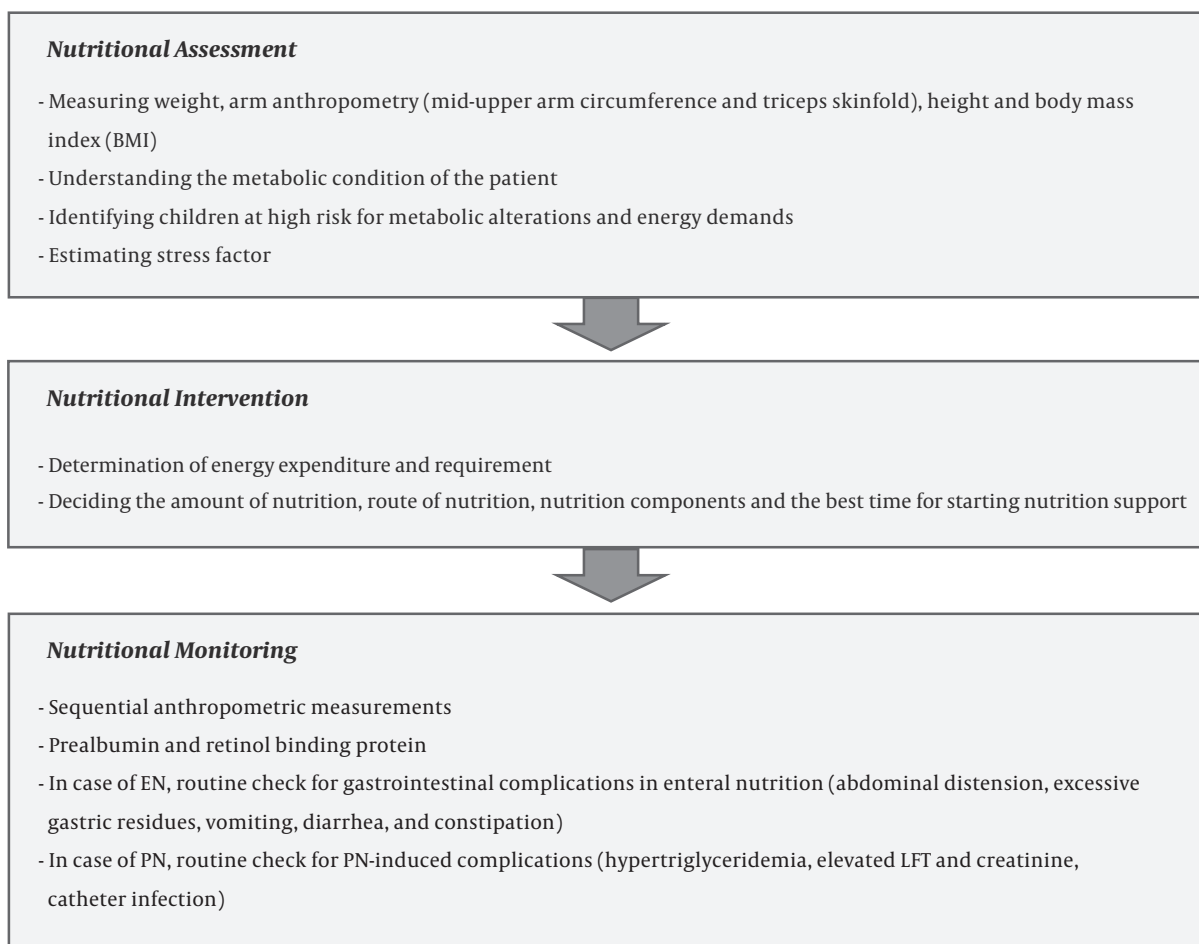 Nutritional Assessment
- Measuring weight, arm anthropometry (mid-upper arm circumference and triceps skinfold), height and body mass
index (BMI)
- Understanding the metabolic condition of the patient
- Identifying children at high risk for metabolic alterations and energy demands
- Estimating stress factor
Nutritional Intervention
- Determination of energy expenditure and requirement
- Deciding the amount of nutrition, route of nutrition, nutrition components and the best time for starting nutrition support
Nutritional Monitoring
- Sequential anthropometric measurements
- Prealbumin and retinol binding protein
- In case of EN, routine check for gastrointestinal complications in enteral nutrition (abdominal distension, excessive
gastric residues, vomiting, diarrhea, and constipation)
- In case of PN, routine check for PN-induced complications (hypertriglyceridemia, elevated LFT and creatinine,
catheter infection)